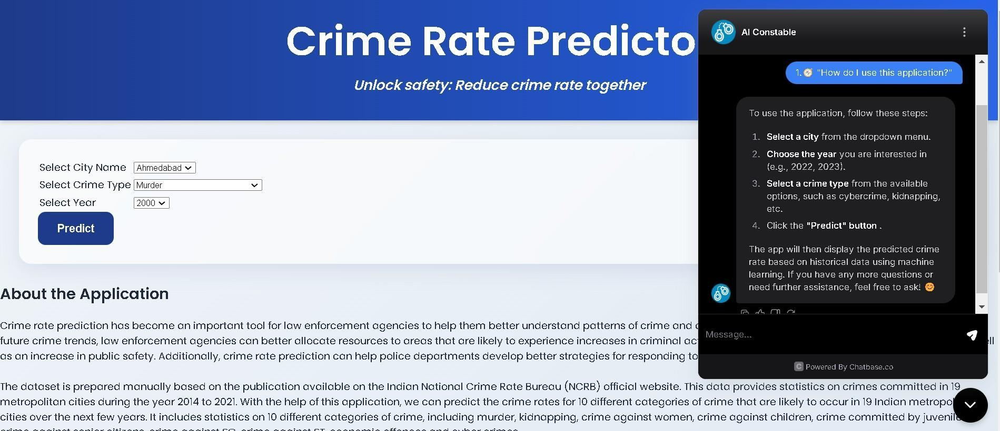 Crime Rate Predicto
Unlock safety: Reduce crime rate together
Select City Name Ahmedabad
Select Crime Type Murder
Select Year 2000
Predict
About the Application
Crime rate prediction has become an important tool for law enforcement agencies to help them better understand patterns of crime and
future crime trends, law enforcement agencies can better allocate resources to areas that are likely to experience increases in criminal
as an increase in public safety. Additionally, crime rate prediction can help police departments develop better strategies for responding to
The dataset is prepared manually based on the publication available on the Indian National Crime Rate Bureau (NCRB) official website. This data provides statistics on crimes committed in 19
metropolitan cities during the year 2014 to 2021. With the help of this application, we can predict the crime rates for 10 different categories of crime that are likely to occur in 19 Indian metropol
cities over the next few years. It includes statistics on 10 different categories of crime, including murder, kidnapping, crime against women, crime against children, crime committed by juvenile
crime against senior citizens, crime against SC, crime against ST, economic offences and cyber crimes.
AI Constable
1.🧭 "How do I use this application?"
To use the application, follow these steps:
1. Select a city from the dropdown menu.
2. Choose the year you are interested in
(e.g., 2022, 2023).
3. Select a crime type from the available
options, such as cybercrime, kidnapping,
etc.
4. Click the "Predict" button .
The app will then display the predicted crime
rate based on historical data using machine
learning. If you have any more questions or
need further assistance, feel free to ask! 😊
Message...
Powered By Chatbase.co